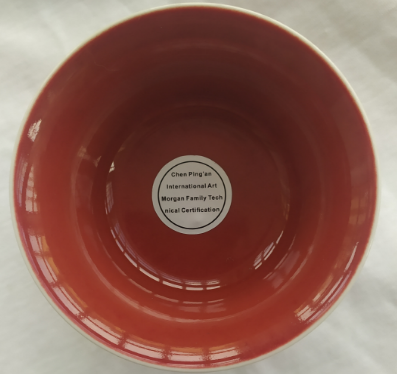 Chen Ping'an
International Art
Morgan Family Tech
nical Certification